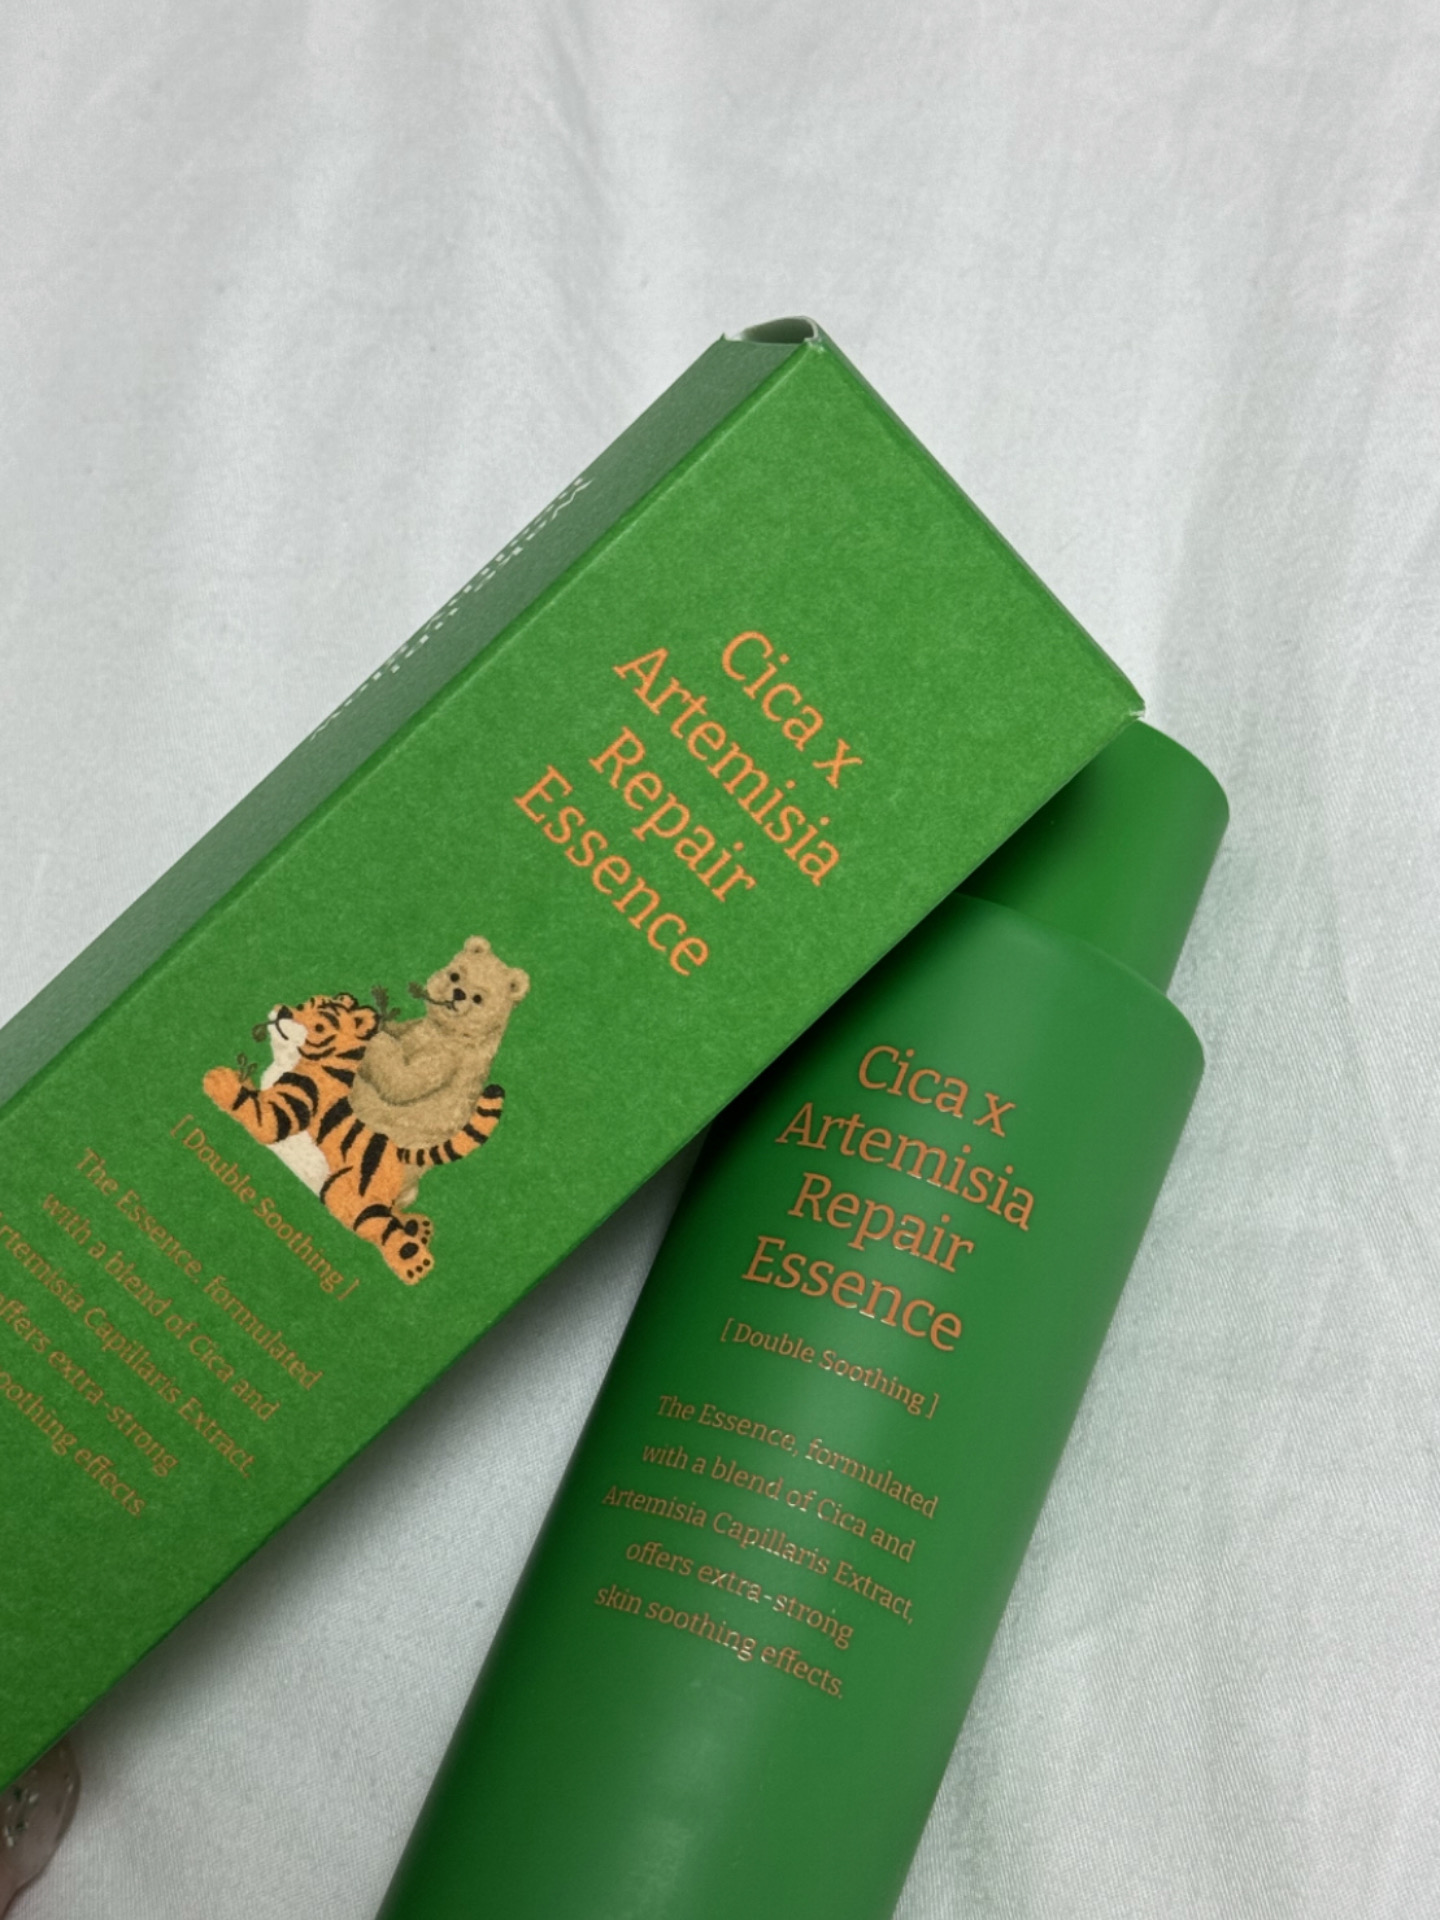 Cica x
Artemisia
Repair
Essence
[ Double Soothing ]
The Essence, formulated
with a blend of Cica and
Artemisia Capillaris Extract,
offers extra-strong
soothing effects.
Cica x
Artemisia
Repair
Essence
[ Double Soothing ]
The Essence, formulated
with a blend of Cica and
Artemisia Capillaris Extract,
offers extra-strong
skin soothing effects.